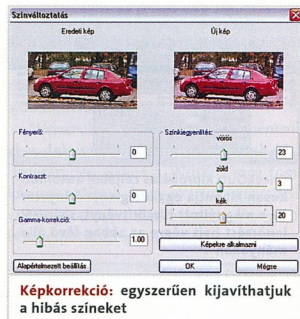 Színváltoztatás
Eredeti kép
Új kép
Fényerő:
0
Kontraszt:
0
Gamma-korrekció:
1.00
Színkiegyenlítés:
vörös
23
zöld
3
kék
20
Képekre alkalmazni
Alapértelmezett beállítás
OK
Mégse
Képkorrekció: egyszerűen kijavíthatjuk
a hibás színeket